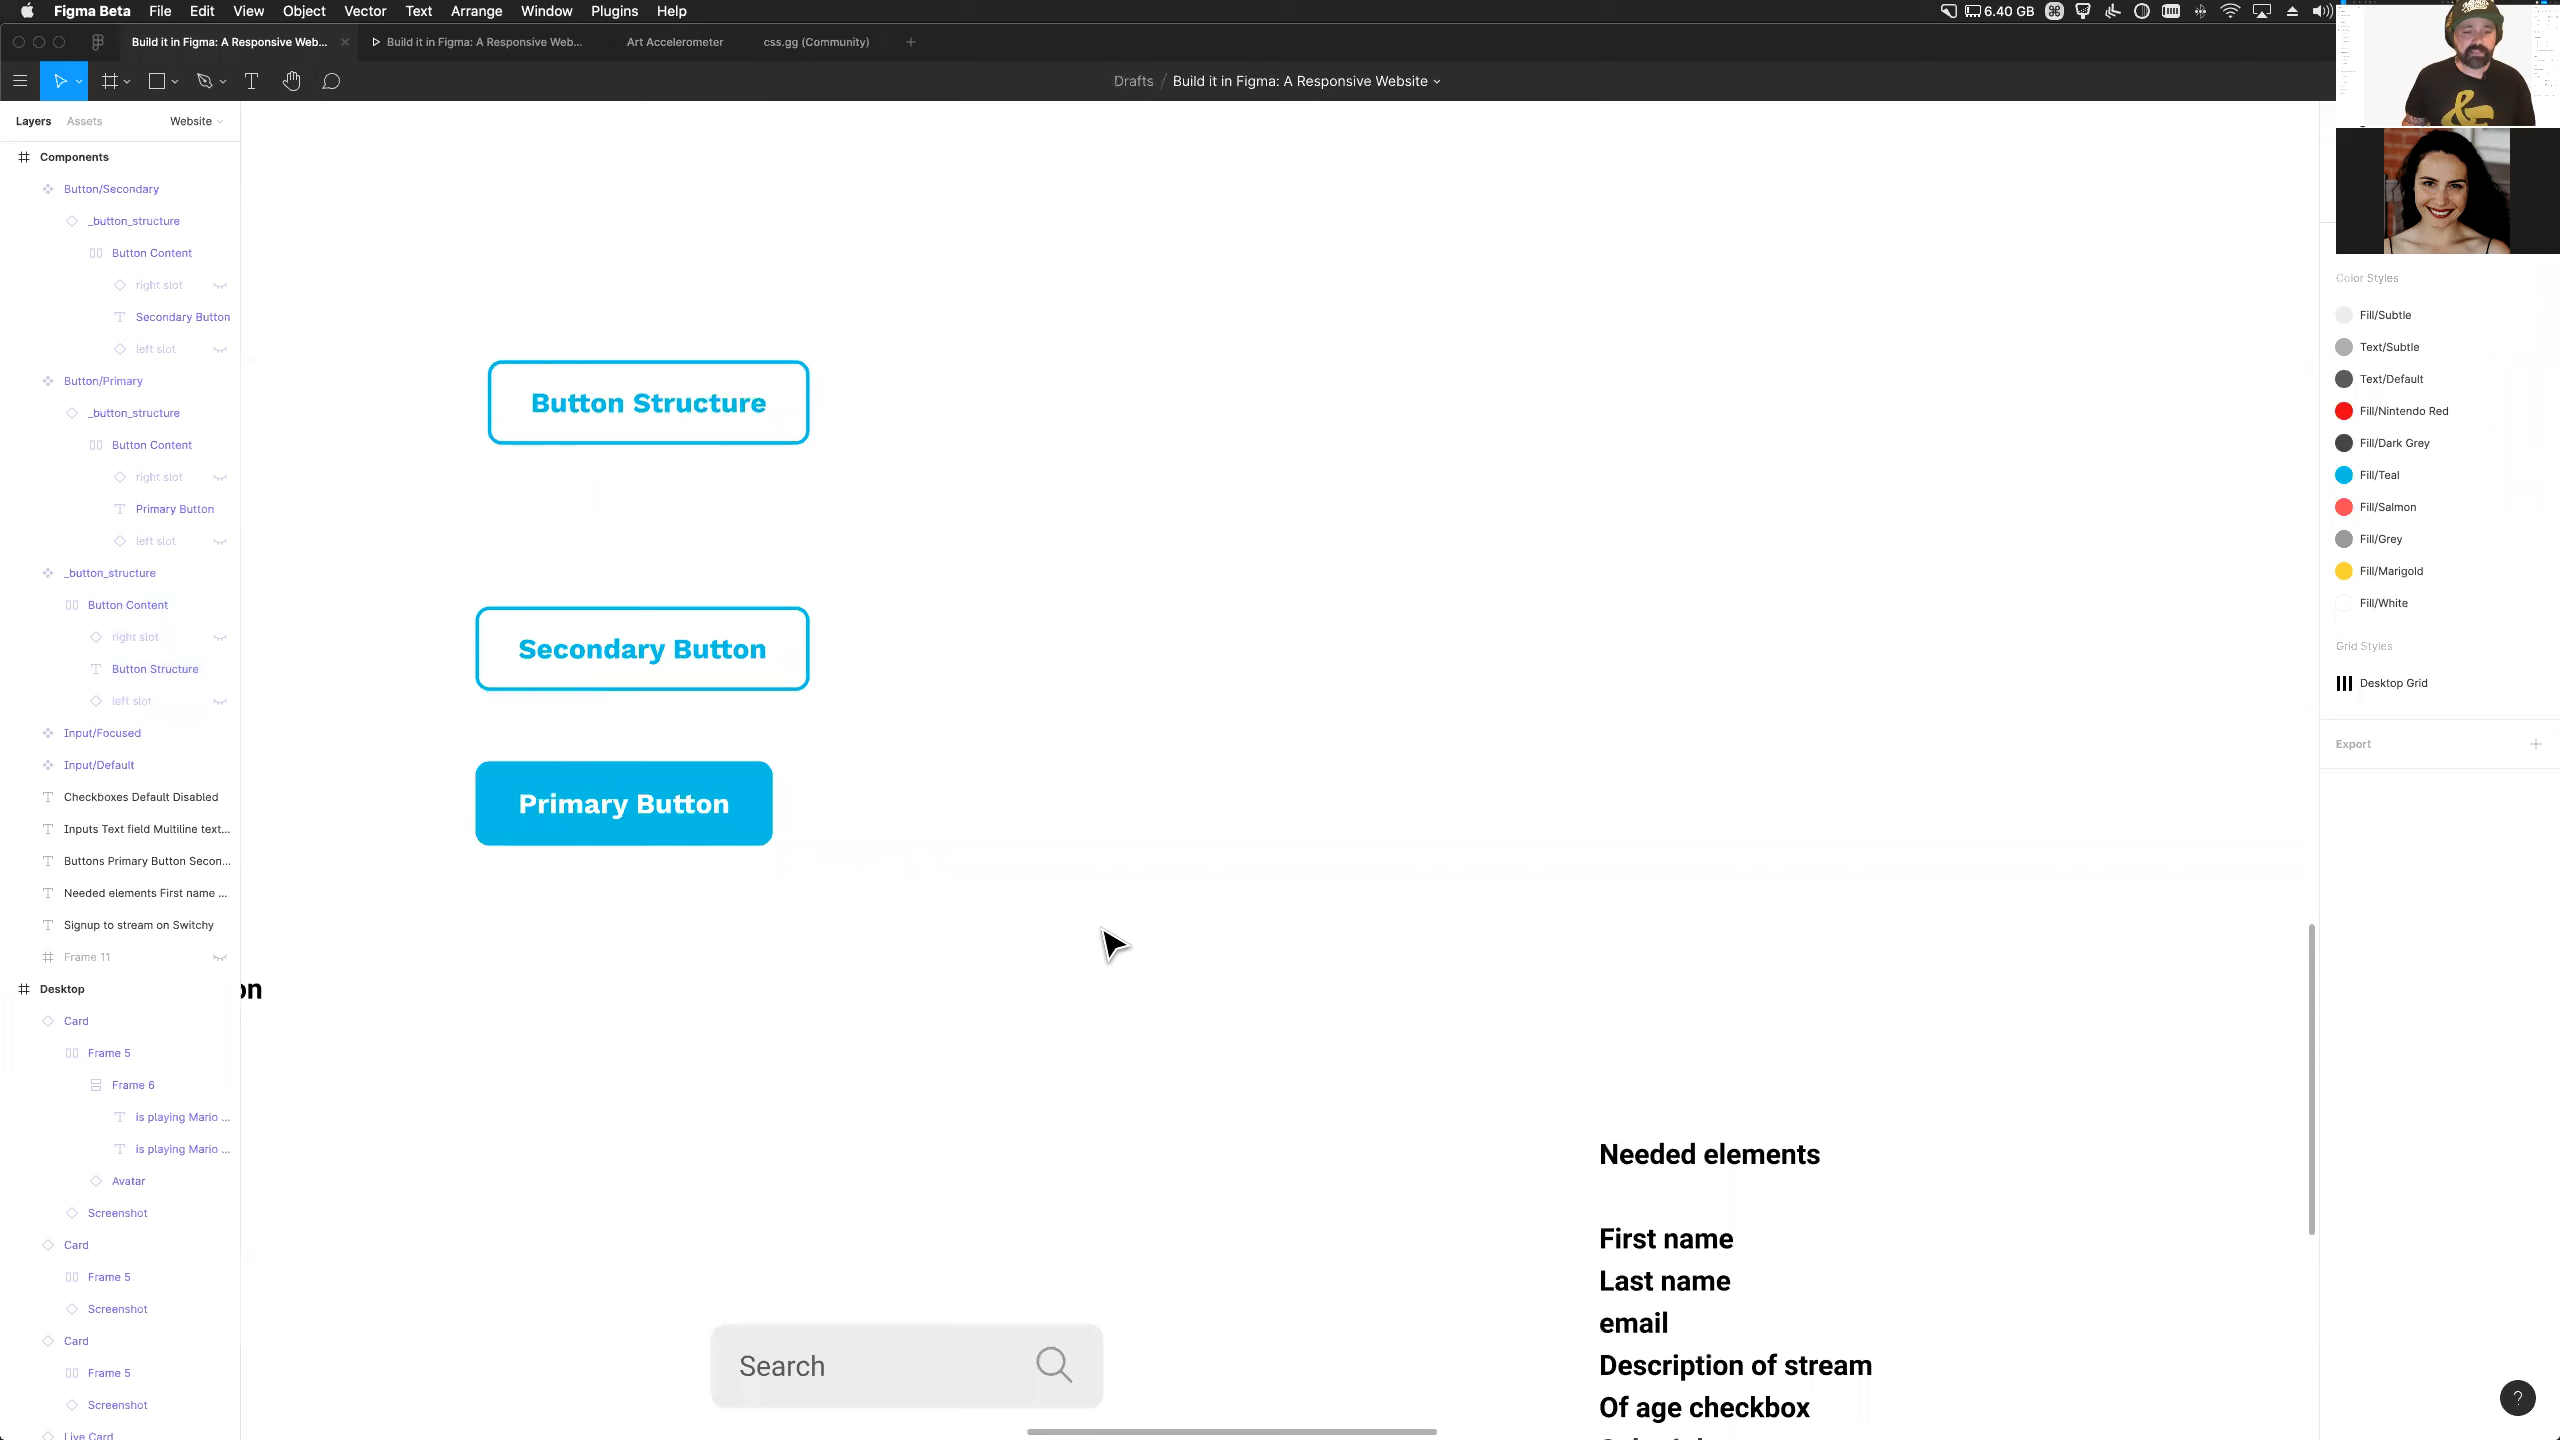 Figma Beta File Edit View Object Vector Text Arrange Window Plugins Help 6.40 GB
Build it in Figma: A Responsive Web... Build it in Figma: A Responsive Web... Art Accelerometer css.gg (Community)
Drafts / Build it in Figma: A Responsive Website
Layers Assets Website
Components
Button/Secondary
_button_structure
Button Content
right slot
Secondary Button
left slot
Button/Primary
_button_structure
Button Content
right slot
Primary Button
left slot
_button_structure
Button Content
right slot
Button Structure
left slot
Input/Focused
Input/Default
Checkboxes Default Disabled
Inputs Text field Multiline text...
Buttons Primary Button Secon...
Needed elements First name ...
Signup to stream on Switchy
Frame 11
Desktop
Card
Frame 5
Frame 6
is playing Mario ...
is playing Mario ...
Avatar
Screenshot
Card
Frame 5
Screenshot
Card
Frame 5
Screenshot
Live Card
Button Structure
Secondary Button
Primary Button
on
Search
Needed elements
First name
Last name
email
Description of stream
Of age checkbox
Color Styles
Fill/Subtle
Text/Subtle
Text/Default
Fill/Nintendo Red
Fill/Dark Grey
Fill/Teal
Fill/Salmon
Fill/Grey
Fill/Marigold
Fill/White
Grid Styles
Desktop Grid
Export
?